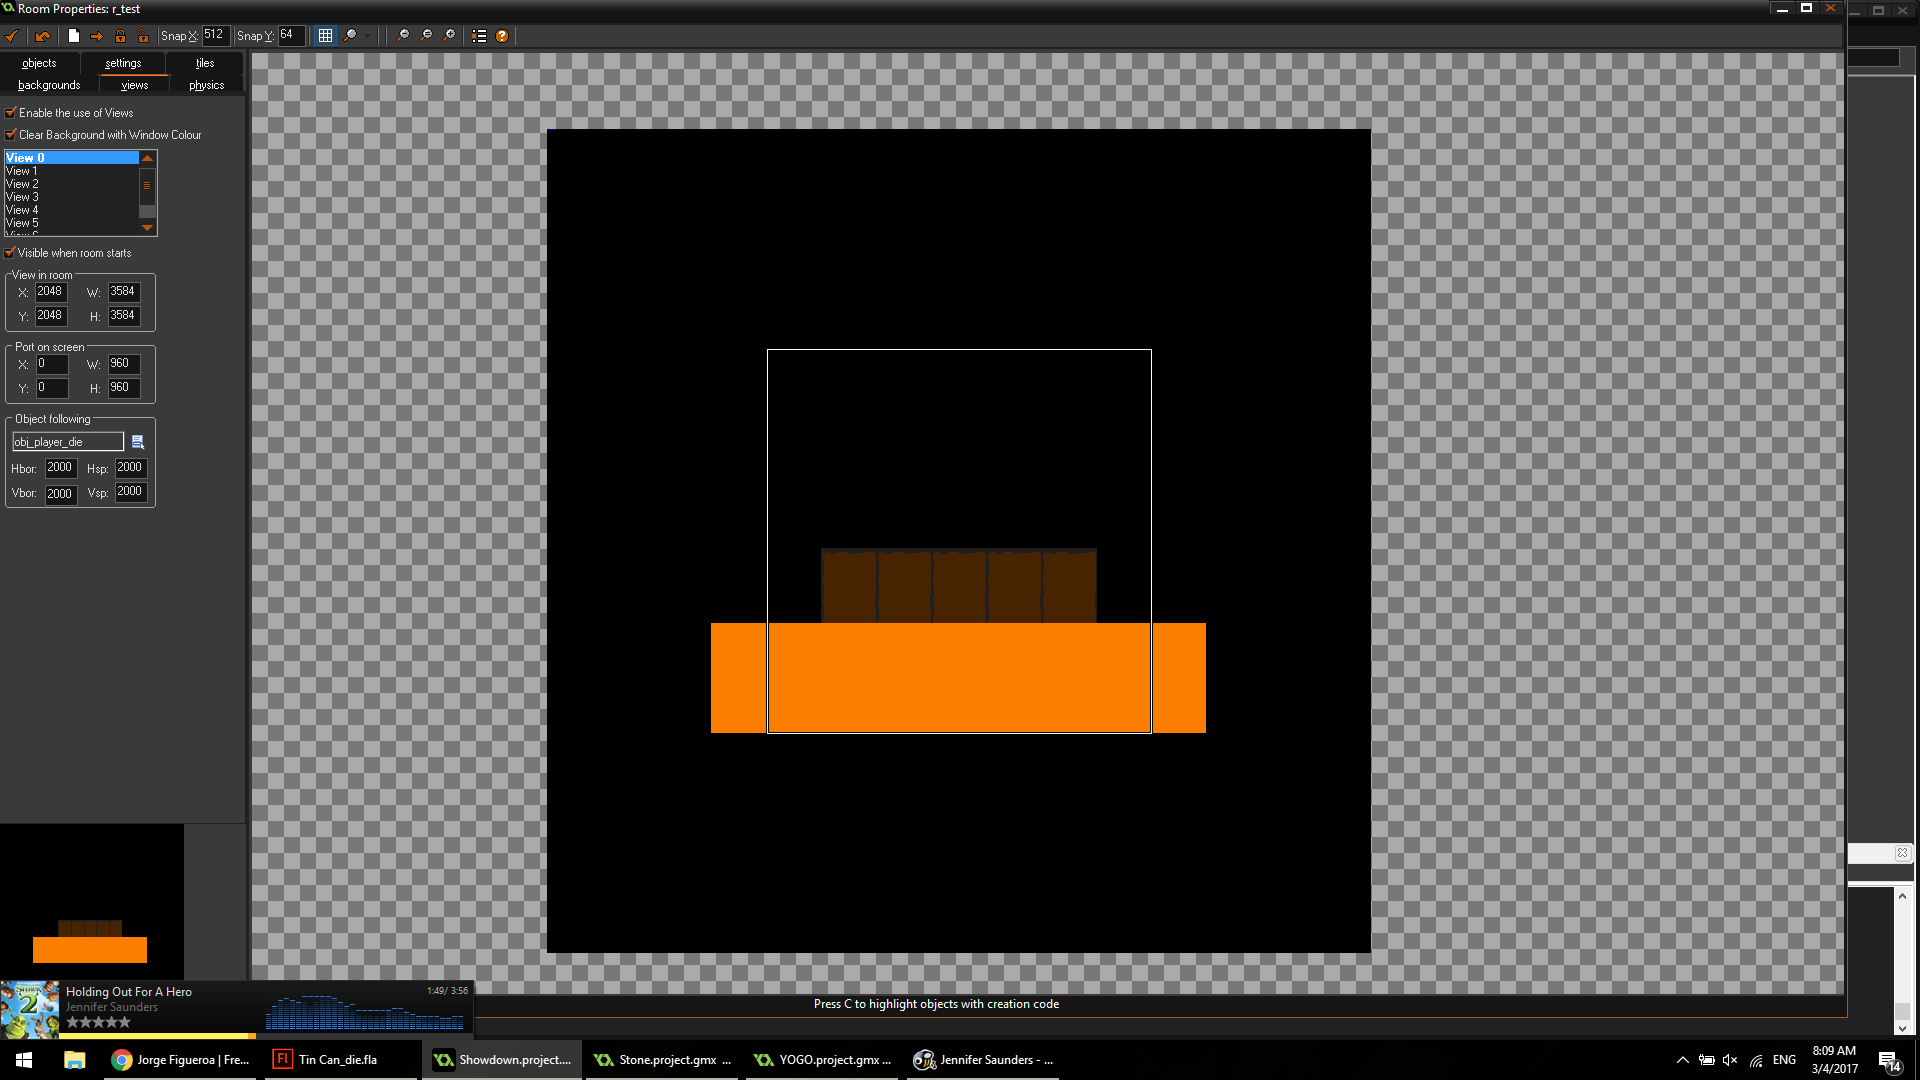 Room Properties: r_test
Snap X: 512 Snap Y: 64
objects settings tiles
backgrounds views physics
Enable the use of Views
Clear Background with Window Colour
View 0
View 1
View 2
View 3
View 4
View 5
Visible when room starts
View in room
X: 2048 W: 3584
Y: 2048 H: 3584
Port on screen
X: 0 W: 960
Y: 0 H: 960
Object following
obj_player_die
Hbor: 2000 Hsp: 2000
Vbor: 2000 Vsp: 2000
SHREK 2
Holding Out For A Hero
1:49/ 3:56
Jennifer Saunders
Press C to highlight objects with creation code
Jorge Figueroa | Fre...
Fl Tin Can_die.fla
Showdown.project....
Stone.project.gmx ...
YOGO.project.gmx ...
Jennifer Saunders - ...
ENG
8:09 AM
3/4/2017
14